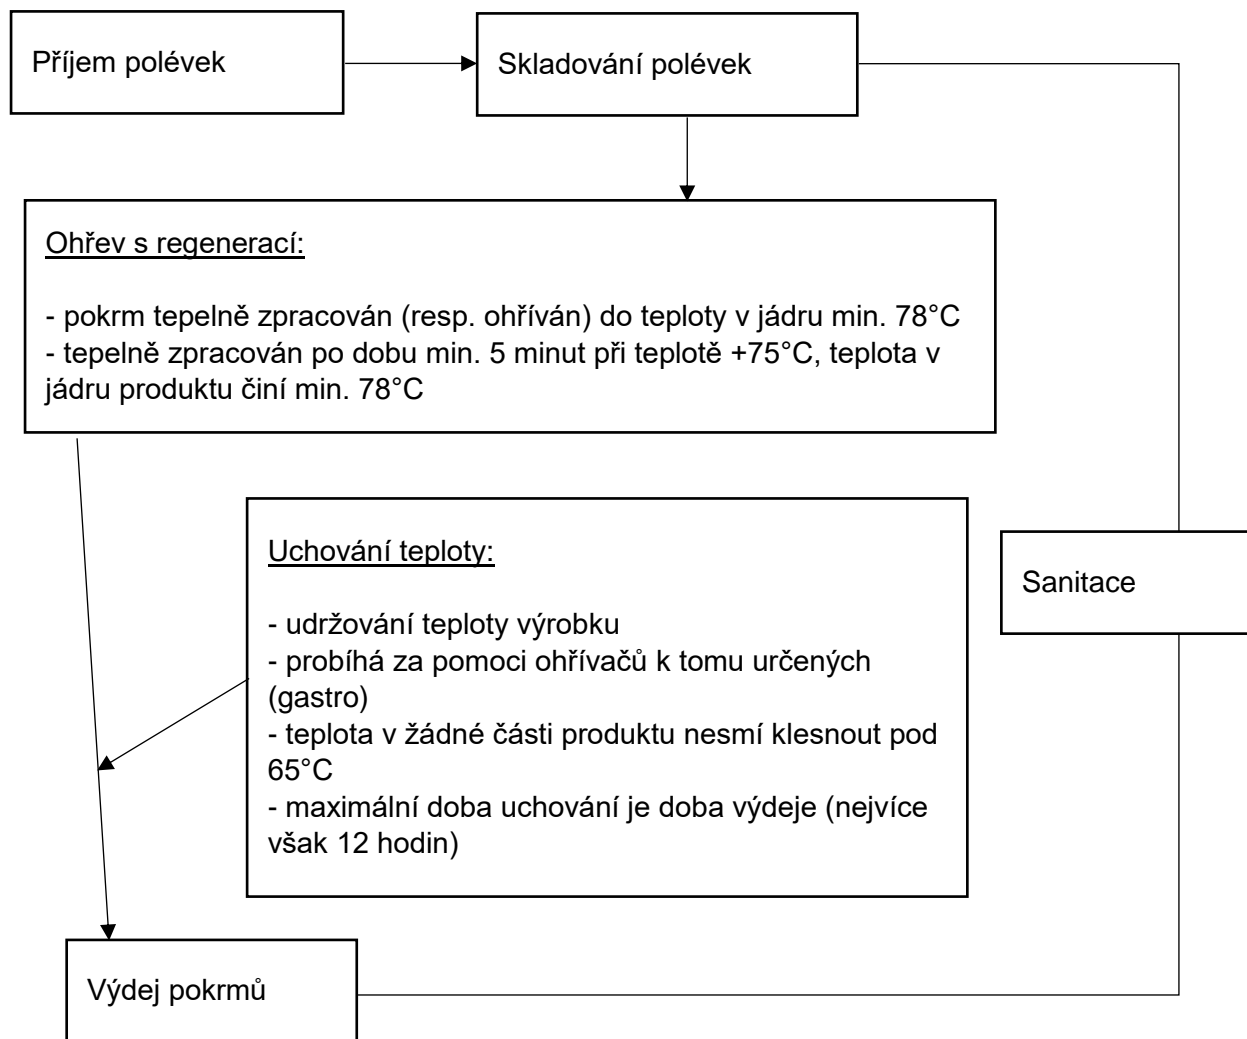 Příjem polévek
Skladování polévek
Ohřev s regenerací:
- pokrm tepelně zpracován (resp. ohříván) do teploty v jádru min. 78°C
- tepelně zpracován po dobu min. 5 minut při teplotě +75°C, teplota v
jádru produktu činí min. 78°C
Uchování teploty:
- udržování teploty výrobku
- probíhá za pomoci ohřívačů k tomu určených
(gastro)
- teplota v žádné části produktu nesmí klesnout pod
65°C
- maximální doba uchování je doba výdeje (nejvíce
však 12 hodin)
Sanitace
Výdej pokrmů